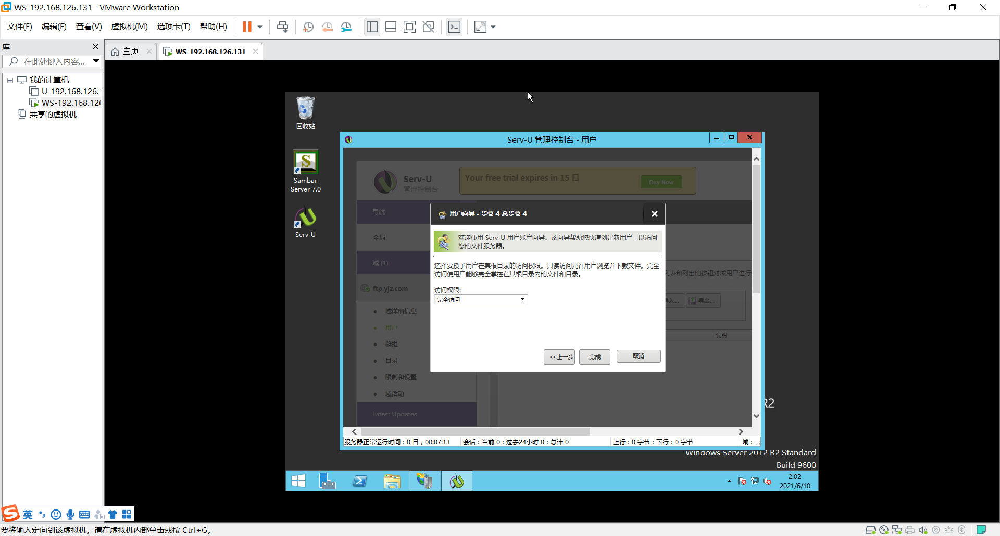 WS-192.168.126.131 - VMware Workstation
文件(F) 编辑(E) 查看(V) 虚拟机(M) 选项卡(T) 帮助(H)
库
主页
WS-192.168.126.131
在此处键入内容...
我的计算机
U-192.168.126.
WS-192.168.126
共享的虚拟机
回收站
Sambar
Server 7.0
Serv-U
Serv-U 管理控制台 - 用户
Serv-U
管理控制台
Your free trial expires in 15 日
Buy Now
导航
全局
域 (1)
ftp.yjz.com
域详细信息
用户
群组
目录
限制和设置
域活动
Latest Updates
用户向导 - 步骤 4 总步骤 4
欢迎使用 Serv-U 用户账户向导。该向导帮助您快速创建新用户，以访问
您的文件服务器。
选择要授予用户在其根目录的访问权限。只读访问允许用户浏览并下载文件。完全
访问使用户能够完全掌控在其根目录内的文件和目录。
访问权限:
完全访问
<<上一步
完成
取消
列表和列出的按钮对域用户进行
导入...
导出...
说明
服务器正常运行时间：0 日，00:07:13
会话：当前 0；过去24小时 0；总计 0
上行：0 字节；下行：0 字节
域：
R2
Windows Server 2012 R2 Standard
Build 9600
2:02
2021/6/10
英
要将输入定向到该虚拟机，请在虚拟机内部单击或按 Ctrl+G。